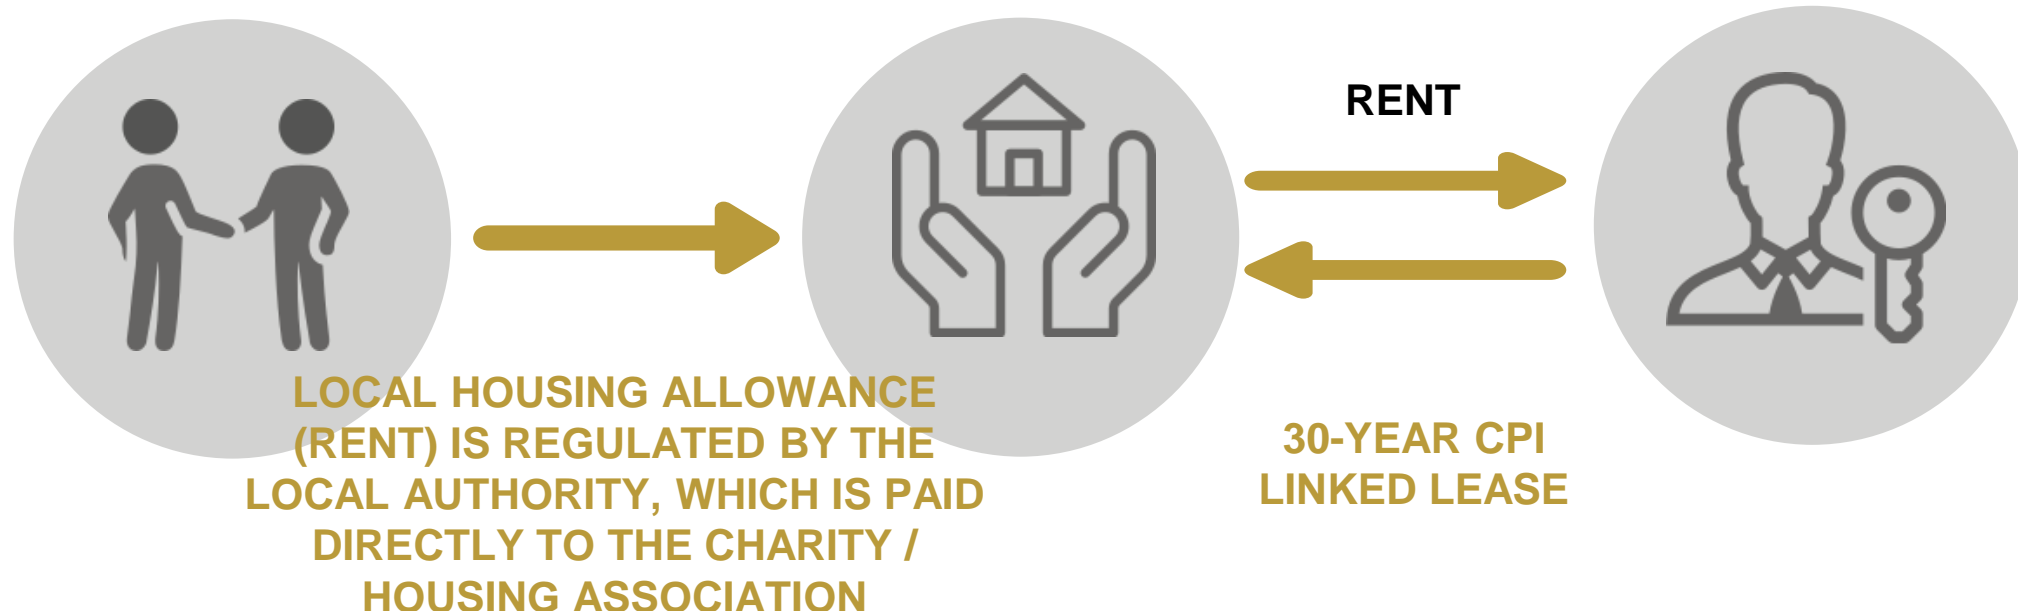 RENT
LOCAL HOUSING ALLOWANCE
(RENT) IS REGULATED BY THE
LOCAL AUTHORITY, WHICH IS PAID
DIRECTLY TO THE CHARITY /
HOUSING ASSOCIATION
30-YEAR CPI
LINKED LEASE